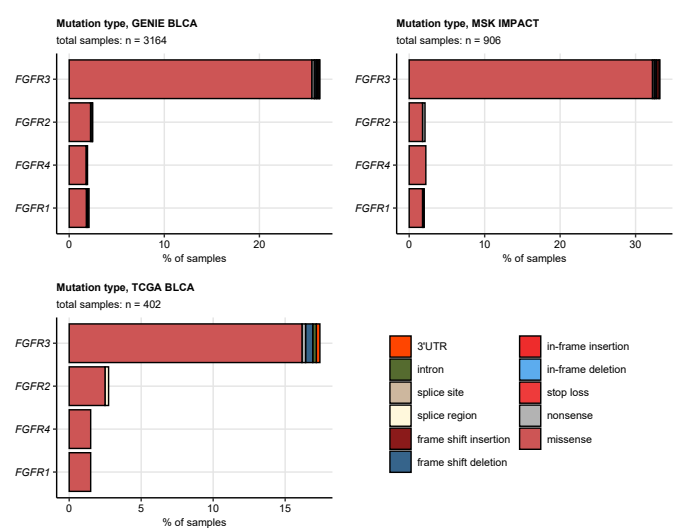 Mutation type, GENIE BLCA
total samples: n = 3164
FGFR3
FGFR2
FGFR4
FGFR1
0 10 20
% of samples
Mutation type, MSK IMPACT
total samples: n = 906
FGFR3
FGFR2
FGFR4
FGFR1
0 10 20 30
% of samples
Mutation type, TCGA BLCA
total samples: n = 402
FGFR3
FGFR2
FGFR4
FGFR1
0 5 10 15
% of samples
3'UTR
intron
splice site
splice region
frame shift insertion
frame shift deletion
in-frame insertion
in-frame deletion
stop loss
nonsense
missense